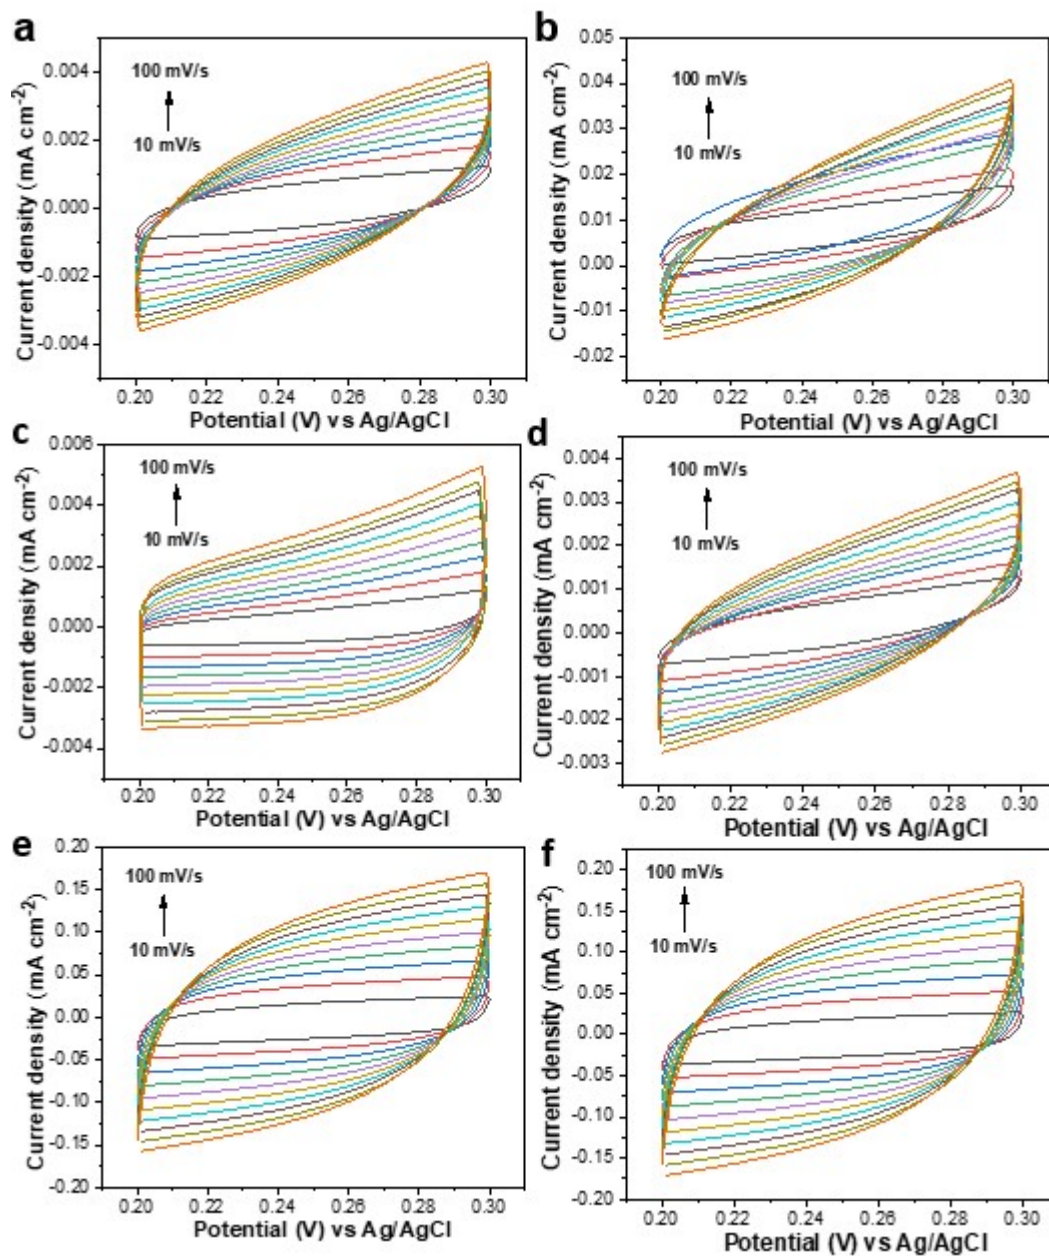 a
100 mV/s
10 mV/s
0.004
0.002
0.000
-0.002
-0.004
0.20 0.22 0.24 0.26 0.28 0.30
Current density (mA cm-2)
Potential (V) vs Ag/AgCl
b
100 mV/s
10 mV/s
0.05
0.04
0.03
0.02
0.01
0.00
-0.01
-0.02
0.20 0.22 0.24 0.26 0.28 0.30
Current density (mA cm-2)
Potential (V) vs Ag/AgCl
c
100 mV/s
10 mV/s
0.006
0.004
0.002
0.000
-0.002
-0.004
0.20 0.22 0.24 0.26 0.28 0.30
Current density (mA cm-2)
Potential (V) vs Ag/AgCl
d
100 mV/s
10 mV/s
0.004
0.003
0.002
0.001
0.000
-0.001
-0.002
-0.003
0.20 0.22 0.24 0.26 0.28 0.30
Current density (mA cm-2)
Potential (V) vs Ag/AgCl
e
100 mV/s
10 mV/s
0.20
0.15
0.10
0.05
0.00
-0.05
-0.10
-0.15
-0.20
0.20 0.22 0.24 0.26 0.28 0.30
Current density (mA cm-2)
Potential (V) vs Ag/AgCl
f
100 mV/s
10 mV/s
0.20
0.15
0.10
0.05
0.00
-0.05
-0.10
-0.15
-0.20
0.20 0.22 0.24 0.26 0.28 0.30
Current density (mA cm-2)
Potential (V) vs Ag/AgCl